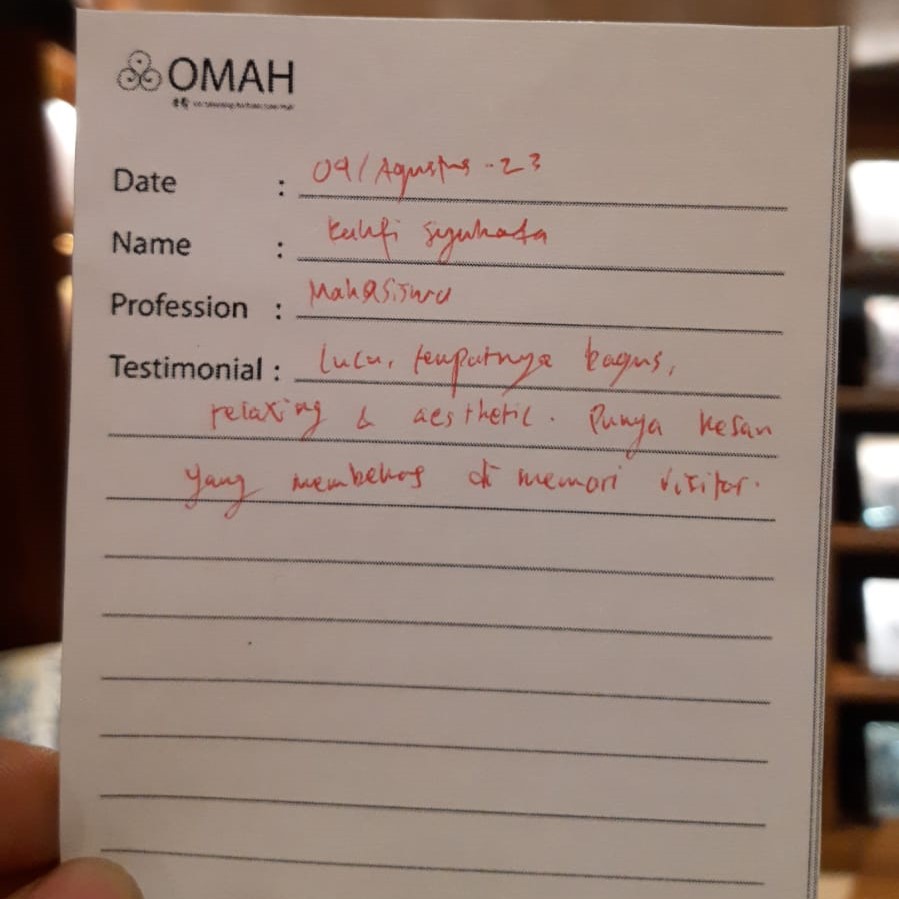 OMAH
Date : 09/Agustus-23
Name : syuhada
Profession : Mahasiswa
Testimonial : Lucu, tempatnya bagus,
relaxing & aesthetic. Punya kesan
yang membekas di memori visitor.